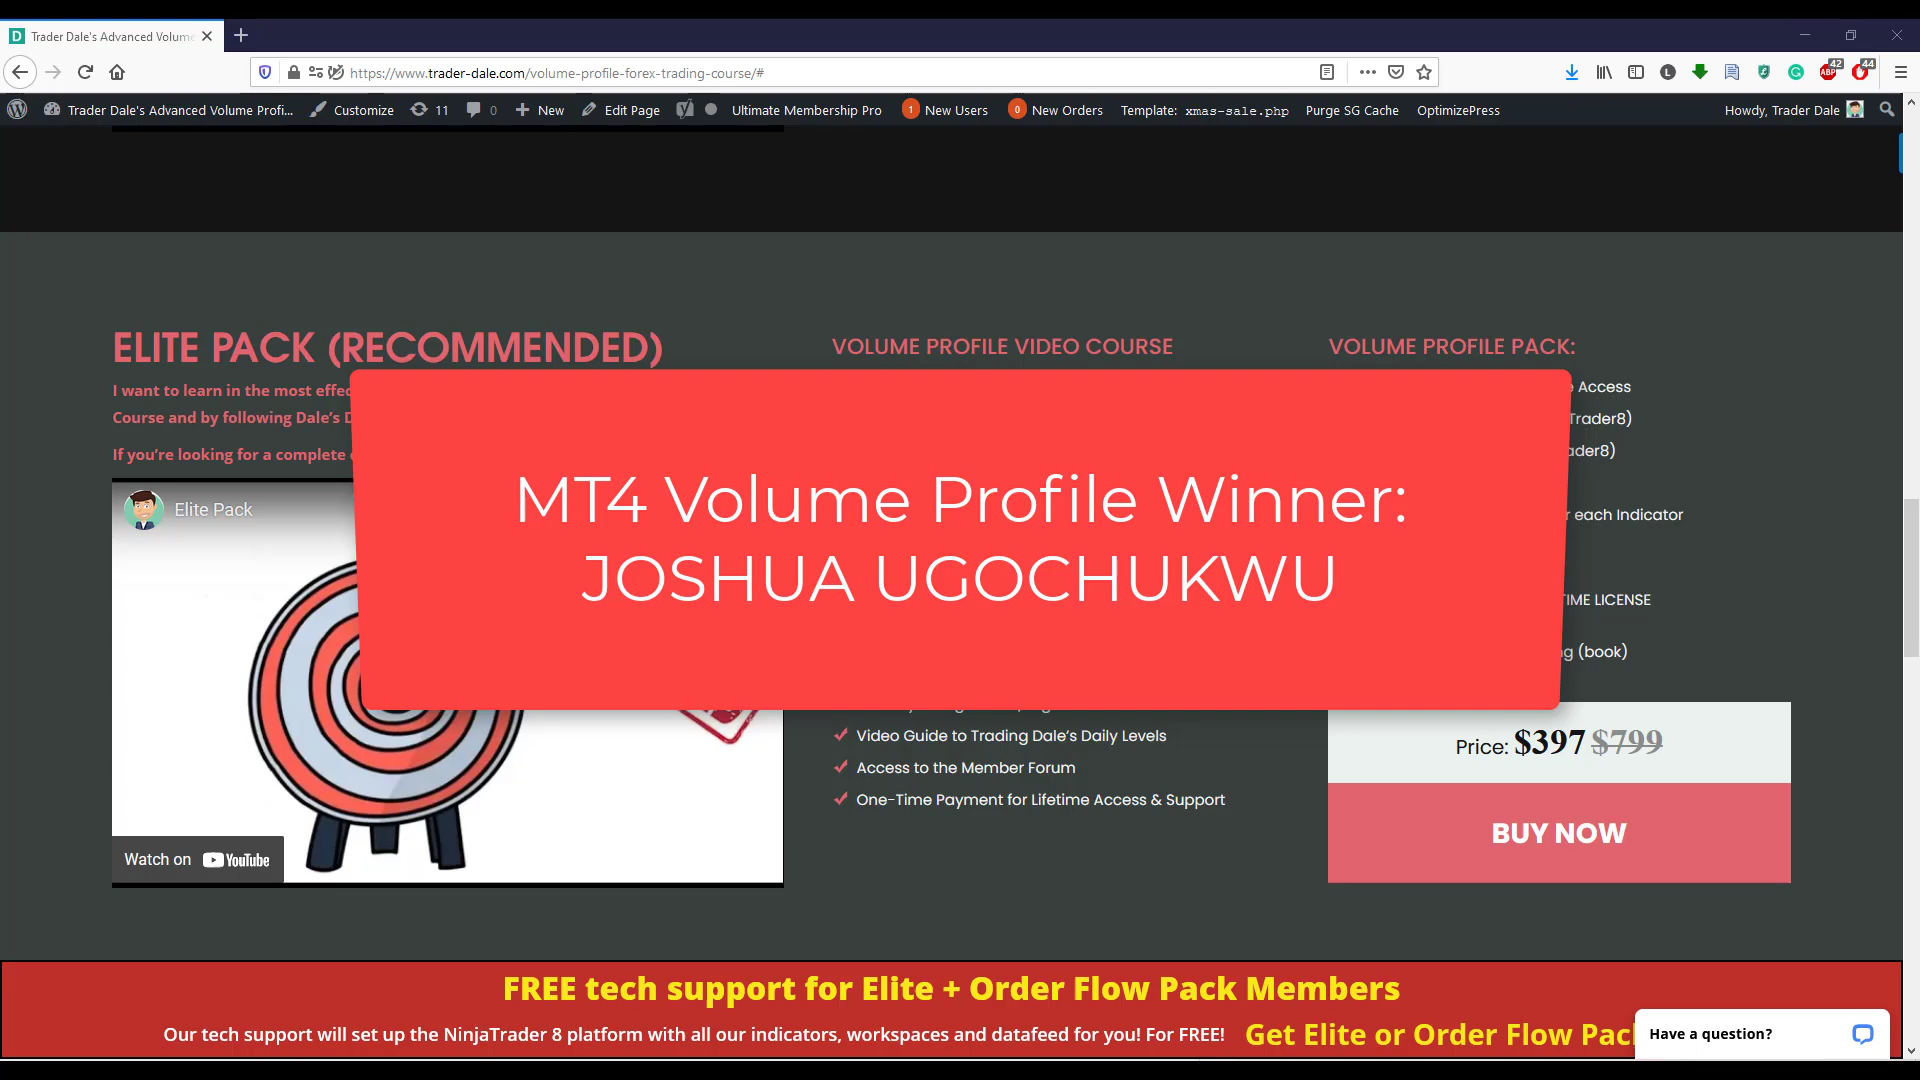 Trader Dale's Advanced Volume
https://www.trader-dale.com/volume-profile-forex-trading-course/#
42
44
Trader Dale's Advanced Volume Profi... Customize 11 0 New Edit Page Ultimate Membership Pro 1 New Users 0 New Orders Template: xmas-sale.php Purge SG Cache OptimizePress Howdy, Trader Dale
ELITE PACK (RECOMMENDED)
I want to learn in the most effec
Course and by following Dale's D
If you're looking for a complete
Elite Pack
Watch on YouTube
VOLUME PROFILE VIDEO COURSE
MT4 Volume Profile Winner:
JOSHUA UGOCHUKWU
Video Guide to Trading Dale's Daily Levels
Access to the Member Forum
One-Time Payment for Lifetime Access & Support
VOLUME PROFILE PACK:
Access
Trader8)
ader8)
r each Indicator
TIME LICENSE
g (book)
Price: $397 $799
BUY NOW
FREE tech support for Elite + Order Flow Pack Members
Our tech support will set up the NinjaTrader 8 platform with all our indicators, workspaces and datafeed for you! For FREE! Get Elite or Order Flow Pack
Have a question?